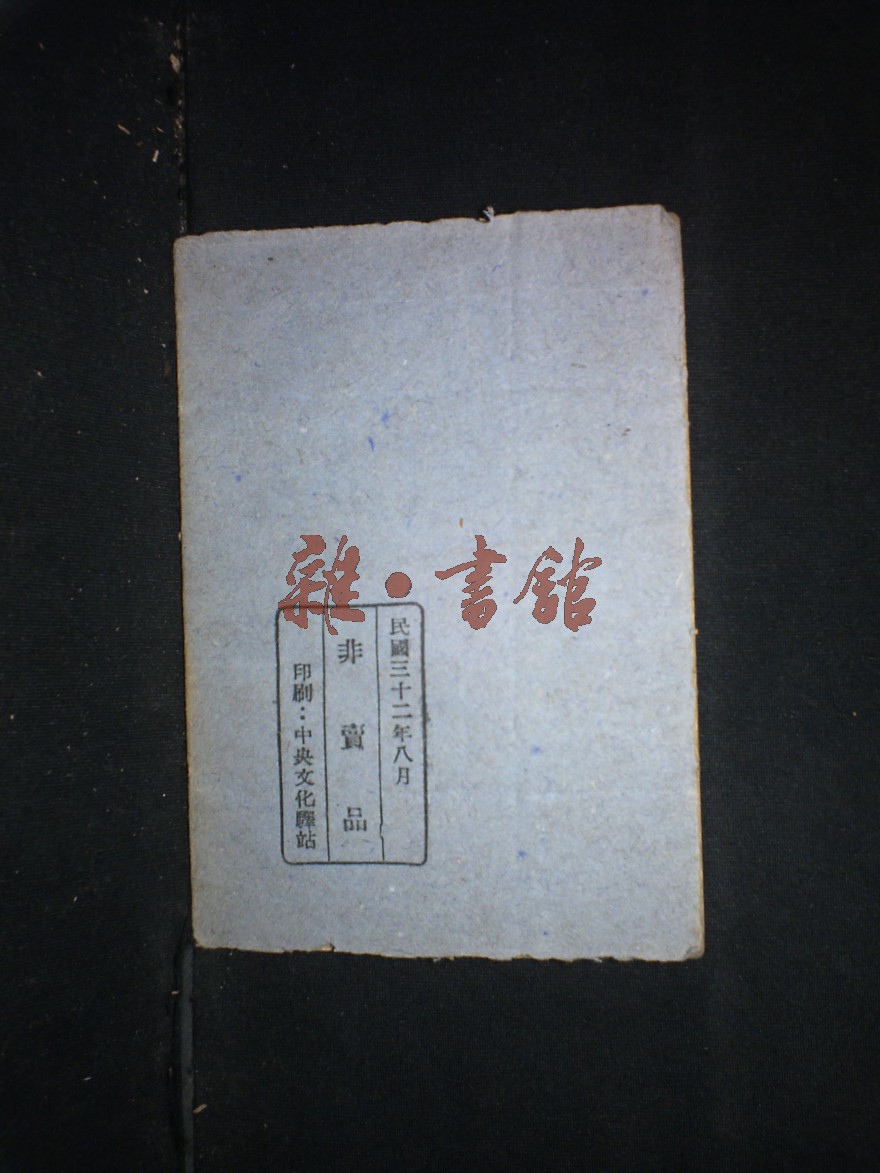 雜·書館
民國三十二年八月
非賣品
印刷：中央文化驛站